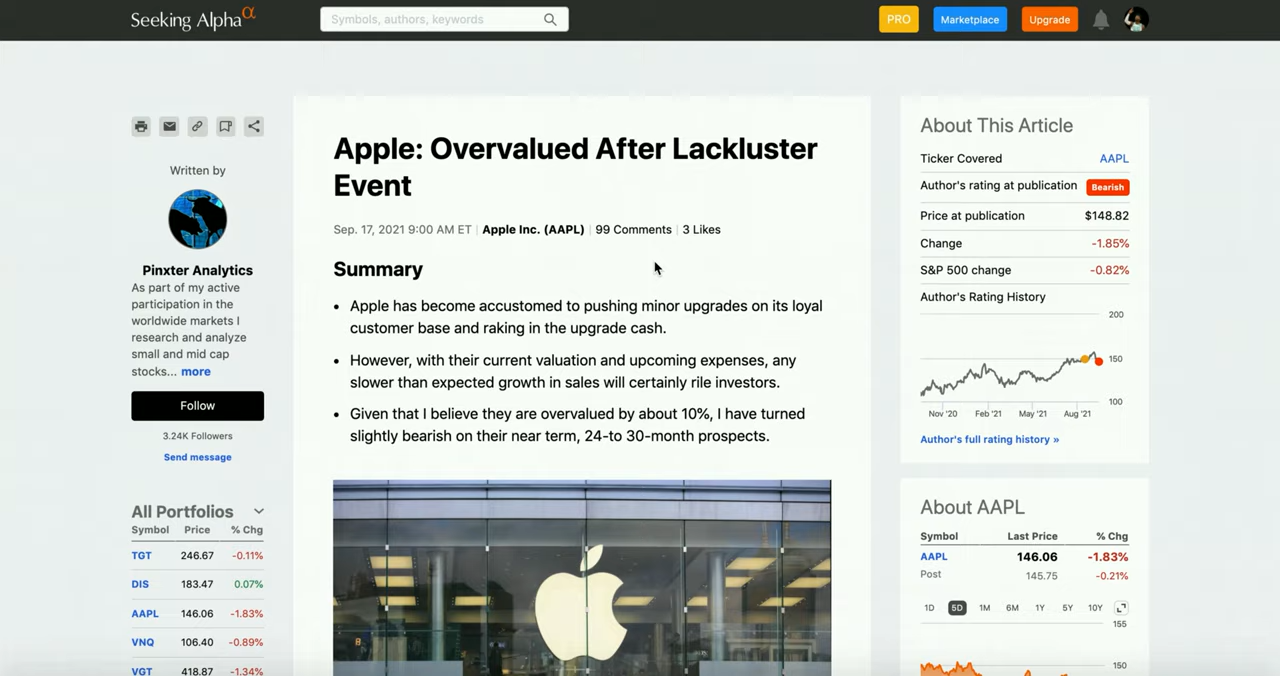 Seeking Alpha α
Symbols, authors, keywords
PRO
Marketplace
Upgrade
Written by
Pinxter Analytics
As part of my active
participation in the
worldwide markets I
research and analyze
small and mid cap
stocks... more
Follow
3.24K Followers
Send message
All Portfolios
Symbol Price % Chg
TGT 246.67 -0.11%
DIS 183.47 0.07%
AAPL 146.06 -1.83%
VNQ 106.40 -0.89%
VGT 418.87 -1.34%
Apple: Overvalued After Lackluster
Event
Sep. 17, 2021 9:00 AM ET | Apple Inc. (AAPL) | 99 Comments | 3 Likes
Summary
• Apple has become accustomed to pushing minor upgrades on its loyal
customer base and raking in the upgrade cash.
• However, with their current valuation and upcoming expenses, any
slower than expected growth in sales will certainly rile investors.
• Given that I believe they are overvalued by about 10%, I have turned
slightly bearish on their near term, 24-to 30-month prospects.
About This Article
Ticker Covered AAPL
Author's rating at publication Bearish
Price at publication $148.82
Change -1.85%
S&P 500 change -0.82%
Author's Rating History
200
150
100
Nov '20 Feb '21 May '21 Aug '21
Author's full rating history »
About AAPL
Symbol Last Price % Chg
AAPL 146.06 -1.83%
Post 145.75 -0.21%
1D 5D 1M 6M 1Y 5Y 10Y
155
150